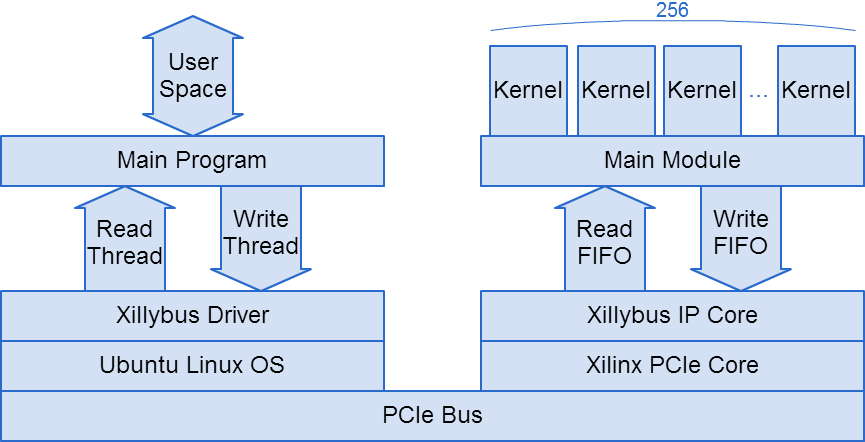 256
User
Space
Kernel
Kernel
Kernel
...
Kernel
Main Program
Main Module
Read
Thread
Write
Thread
Read
FIFO
Write
FIFO
Xillybus Driver
Xillybus IP Core
Ubuntu Linux OS
Xilinx PCIe Core
PCIe Bus